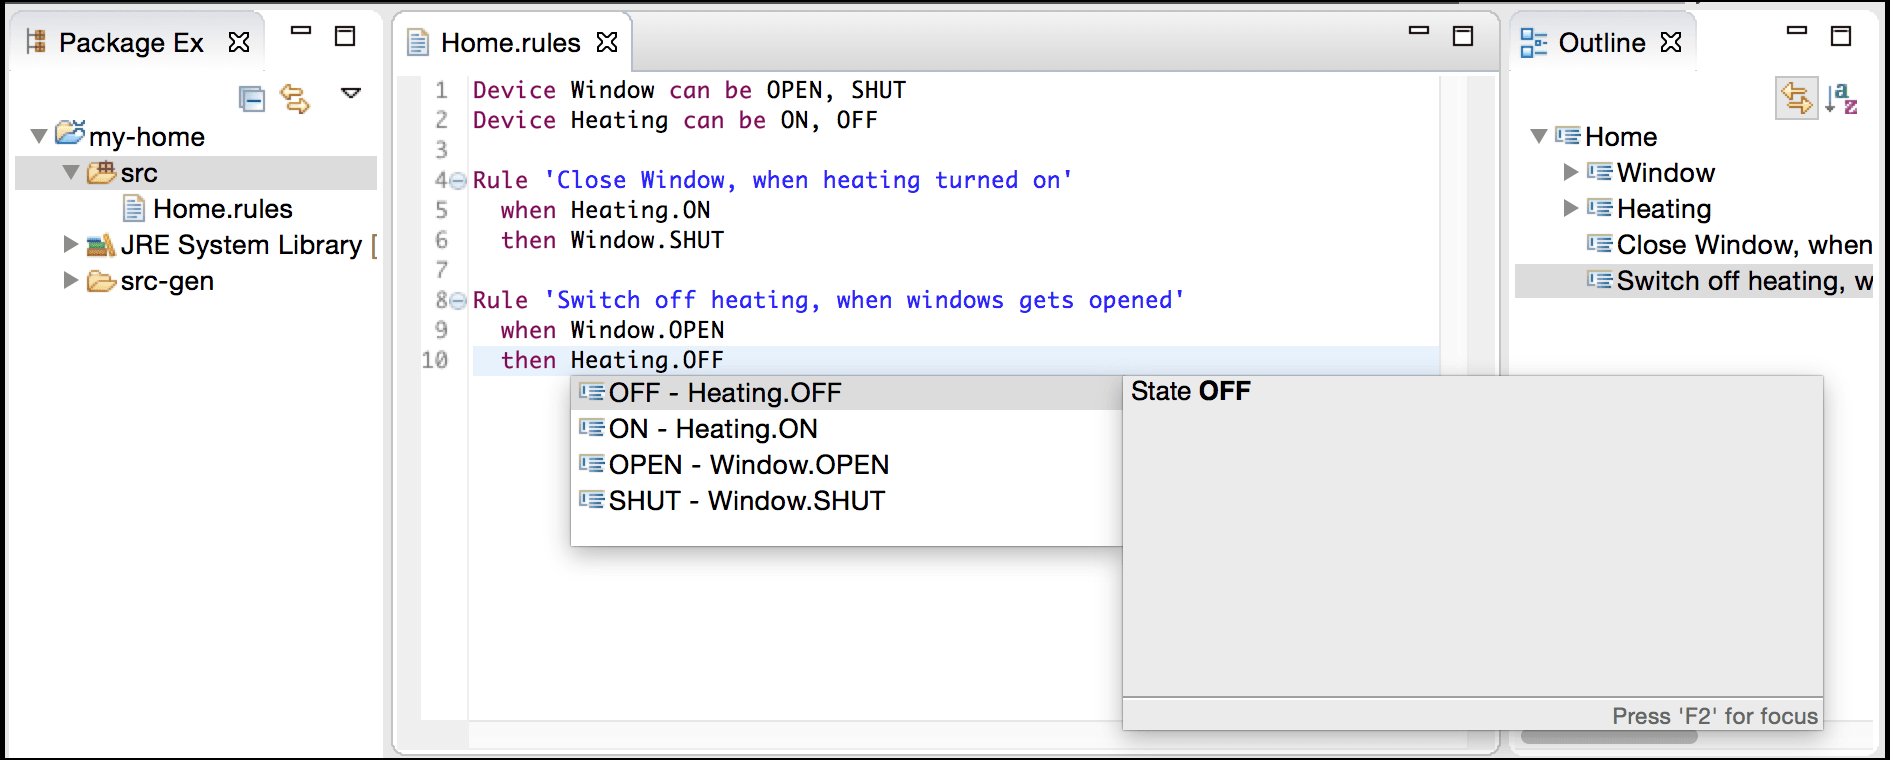 Package Ex
my-home
src
Home.rules
JRE System Library [
src-gen
Home.rules
1 Device Window can be OPEN, SHUT
2 Device Heating can be ON, OFF
3
4 Rule 'Close Window, when heating turned on'
5 when Heating.ON
6 then Window.SHUT
7
8 Rule 'Switch off heating, when windows gets opened'
9 when Window.OPEN
10 then Heating.OFF
OFF - Heating.OFF
ON - Heating.ON
OPEN - Window.OPEN
SHUT - Window.SHUT
State OFF
Press 'F2' for focus
Outline
a
z
Home
Window
Heating
Close Window, when
Switch off heating, w